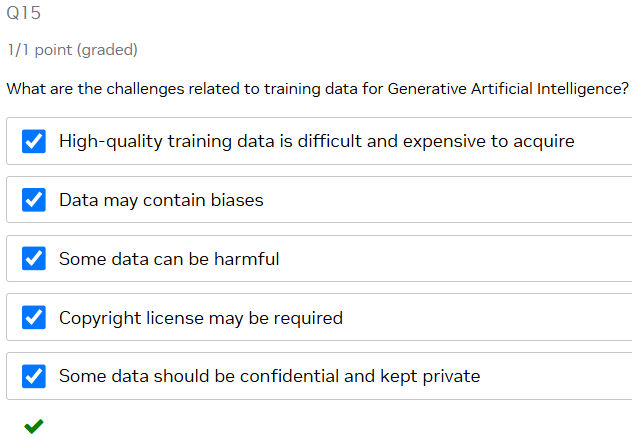 Q15
1/1 point (graded)
What are the challenges related to training data for Generative Artificial Intelligence?
High-quality training data is difficult and expensive to acquire
Data may contain biases
Some data can be harmful
Copyright license may be required
Some data should be confidential and kept private